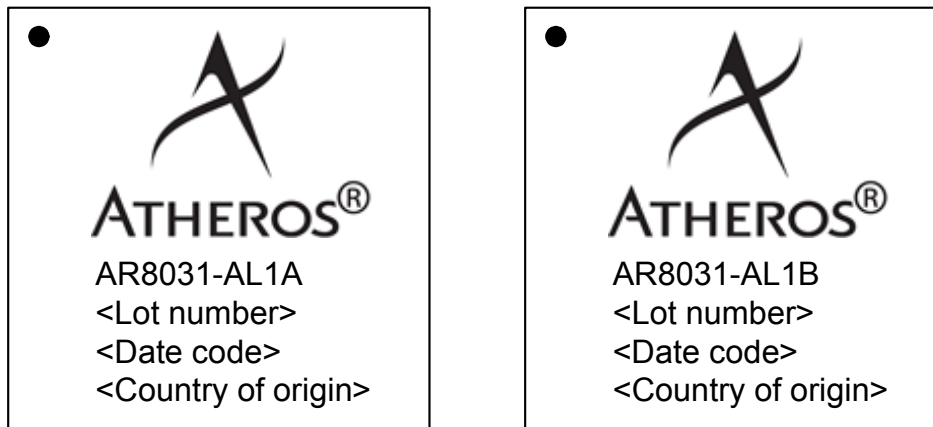 ATHEROS®
AR8031-AL1A
<Lot number>
<Date code>
<Country of origin>
ATHEROS®
AR8031-AL1B
<Lot number>
<Date code>
<Country of origin>